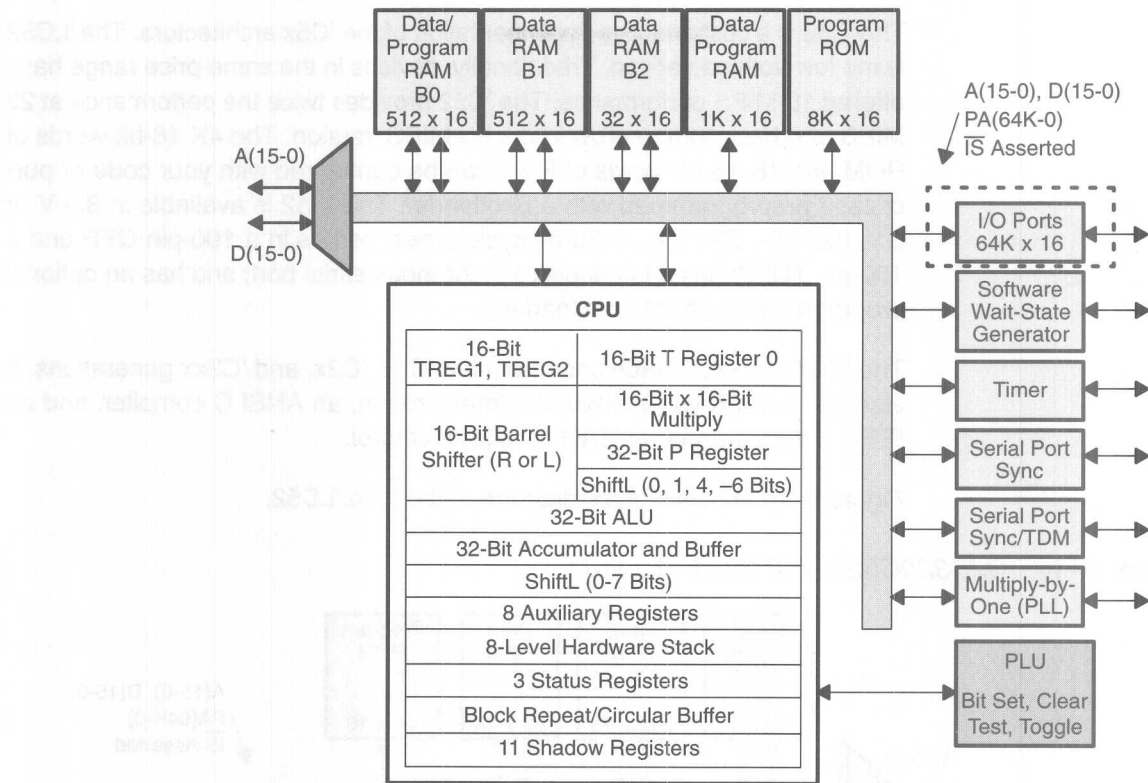 Data/
Program
RAM
B0
512 x 16
Data
RAM
B1
512 x 16
Data
RAM
B2
32 x 16
Data/
Program
RAM
1K x 16
Program
ROM
8K x 16
A(15-0), D(15-0)
PA(64K-0)
IS Asserted
A(15-0)
D(15-0)
I/O Ports
64K x 16
Software
Wait-State
Generator
Timer
Serial Port
Sync
Serial Port
Sync/TDM
Multiply-by-
One (PLL)
PLU
Bit Set, Clear
Test, Toggle
CPU
16-Bit
TREG1, TREG2
16-Bit T Register 0
16-Bit x 16-Bit
Multiply
16-Bit Barrel
Shifter (R or L)
32-Bit P Register
ShiftL (0, 1, 4, –6 Bits)
32-Bit ALU
32-Bit Accumulator and Buffer
ShiftL (0-7 Bits)
8 Auxiliary Registers
8-Level Hardware Stack
3 Status Registers
Block Repeat/Circular Buffer
11 Shadow Registers